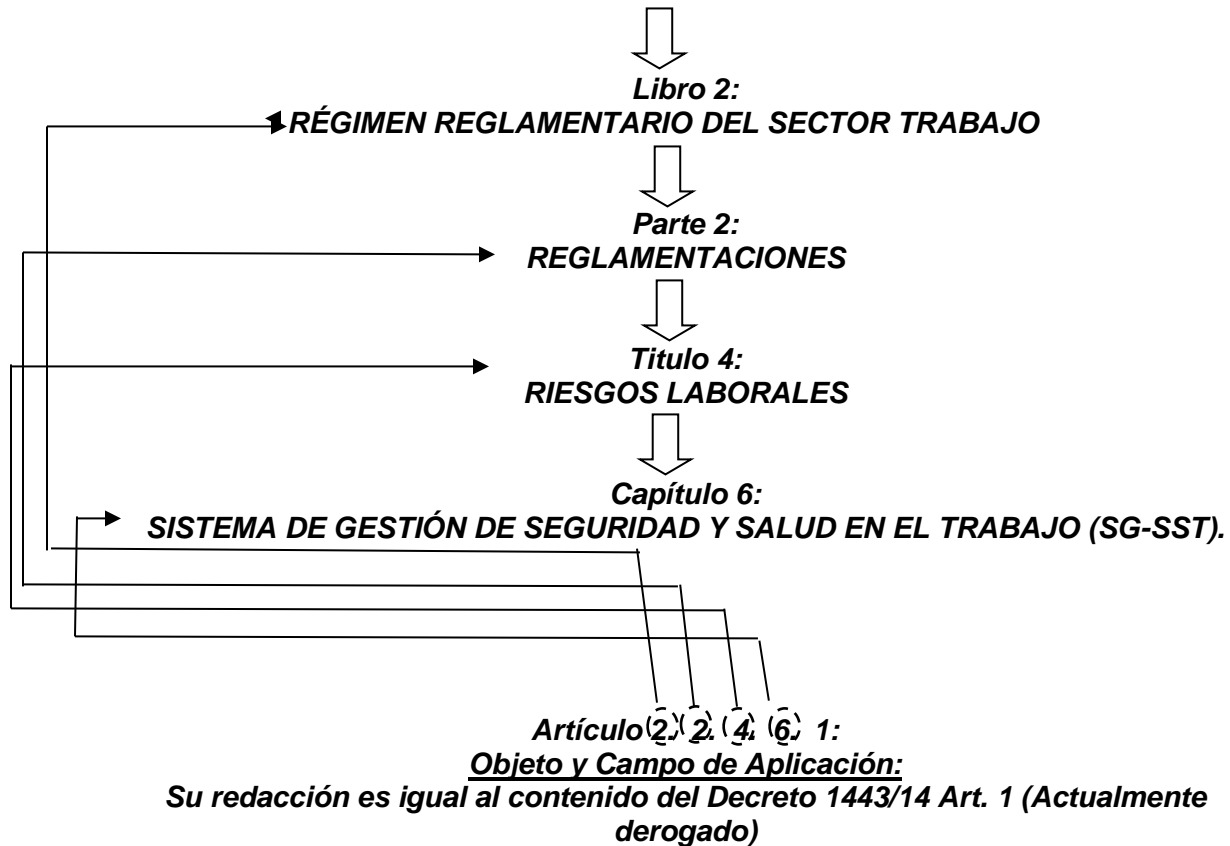 Libro 2:
RÉGIMEN REGLAMENTARIO DEL SECTOR TRABAJO
Parte 2:
REGLAMENTACIONES
Titulo 4:
RIESGOS LABORALES
Capítulo 6:
SISTEMA DE GESTIÓN DE SEGURIDAD Y SALUD EN EL TRABAJO (SG-SST).
Artículo 2. 2. 4. 6. 1:
Objeto y Campo de Aplicación:
Su redacción es igual al contenido del Decreto 1443/14 Art. 1 (Actualmente
derogado)